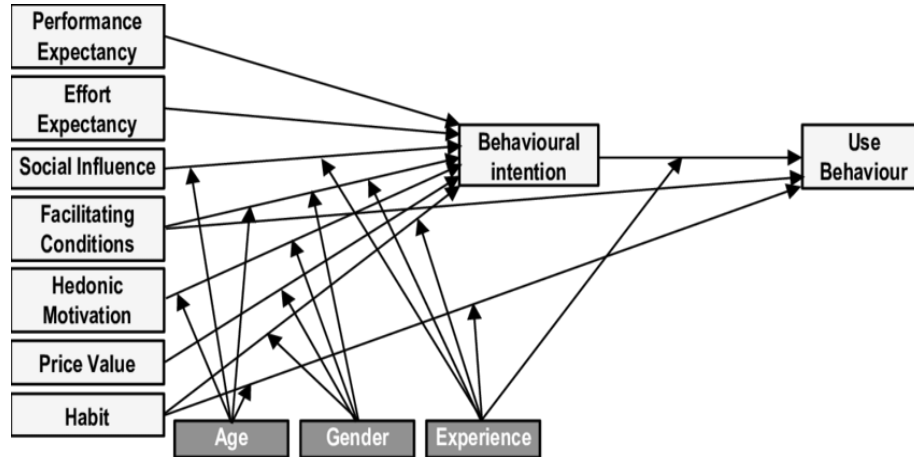 Performance
Expectancy
Effort
Expectancy
Social Influence
Facilitating
Conditions
Hedonic
Motivation
Price Value
Habit
Behavioural
intention
Use
Behaviour
Age
Gender
Experience